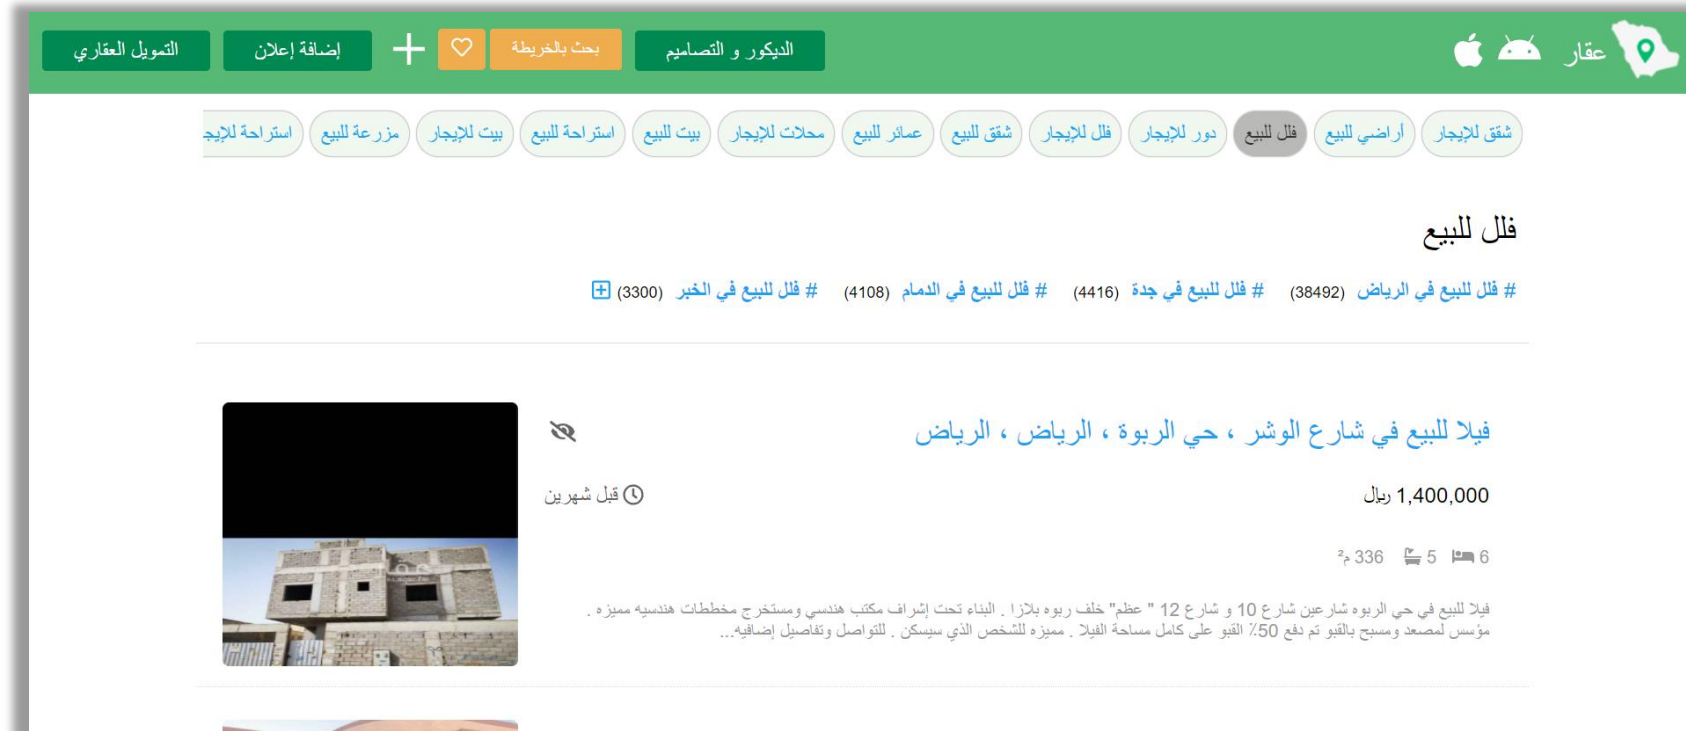 عقار
الديكور و التصاميم
بحث بالخريطة
إضافة إعلان
التمويل العقاري
شقق للإيجار
أراضي للبيع
فلل للبيع
دور للإيجار
فلل للإيجار
شقق للبيع
عمائر للبيع
محلات للإيجار
بيت للبيع
استراحة للبيع
بيت للإيجار
مزرعة للبيع
استراحة للإيجا
فلل للبيع
# فلل للبيع في الرياض (38492) # فلل للبيع في جدة (4416) # فلل للبيع في الدمام (4108) # فلل للبيع في الخبر (3300)
فيلا للبيع في شارع الوشر ، حي الربوة ، الرياض ، الرياض
1,400,000 ريال
قبل شهرين
6 5 336 م²
فيلا للبيع في حي الربوه شارعين شارع 10 و شارع 12 " عظم" خلف ربوه بلازا . البناء تحت إشراف مكتب هندسي ومستخرج مخططات هندسيه مميزه .
مؤسس لمصعد ومسبح بالقبو تم دفع 50٪ القبو على كامل مساحة الفيلا . مميزه للشخص الذي سيسكن . للتواصل وتفاصيل إضافيه...
عقار